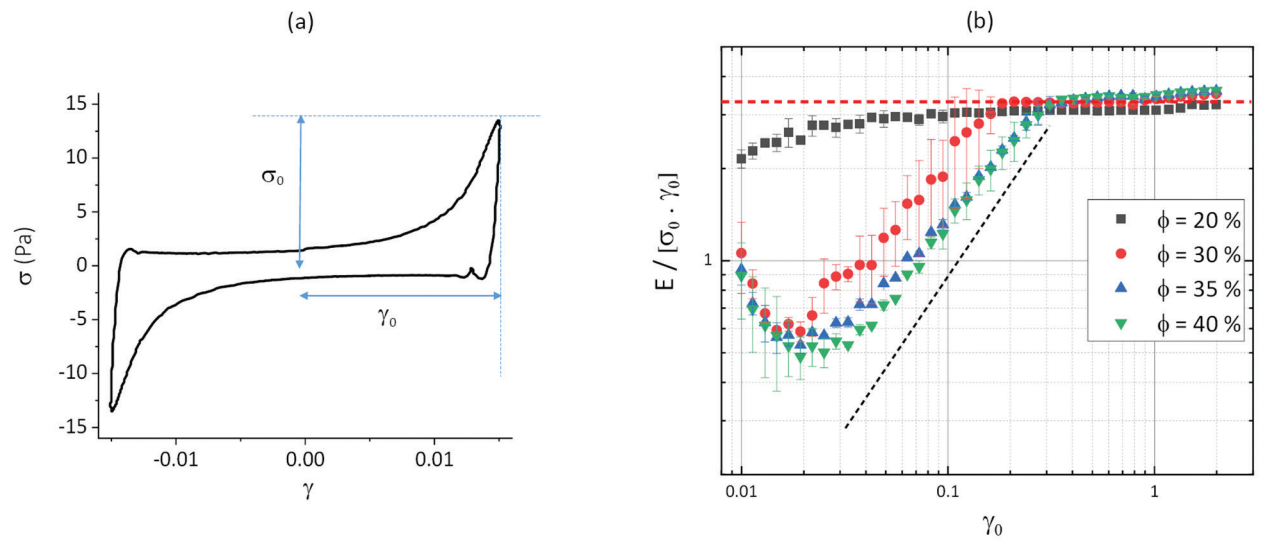 (a)
15
10
5
0
-5
-10
-15
σ (Pa)
σ₀
γ₀
-0.01
0.00
0.01
γ
(b)
E / [σ₀ · γ₀]
1
ϕ = 20 %
ϕ = 30 %
ϕ = 35 %
ϕ = 40 %
0.01
0.1
1
γ₀